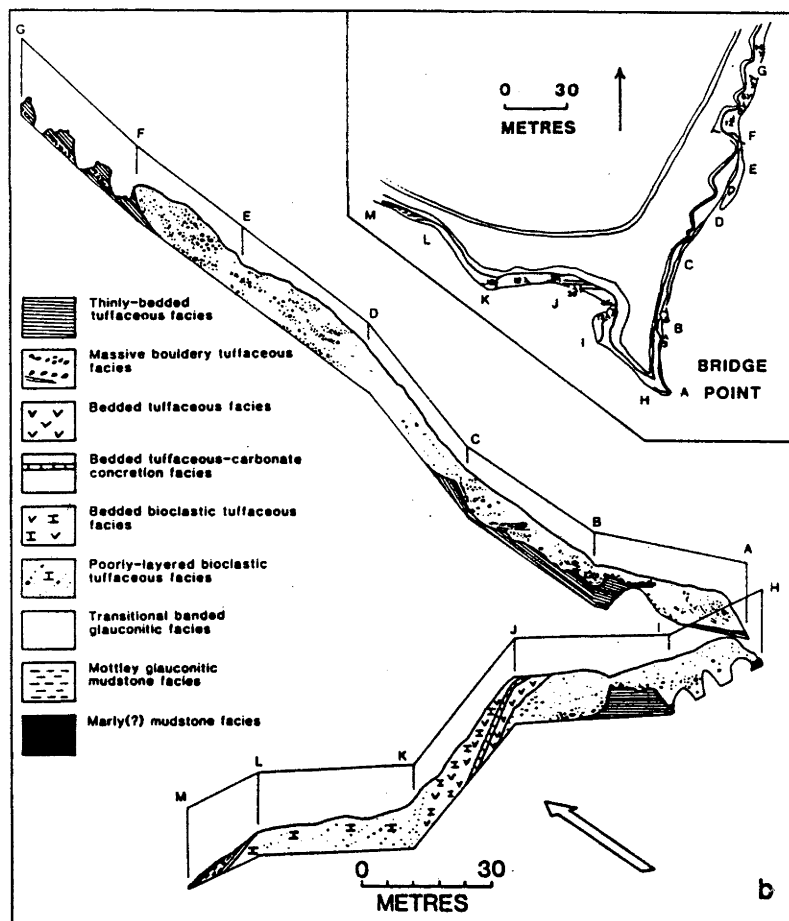 G
F
E
D
C
B
A
H
I
J
K
L
M
0 30
METRES
G
F
E
D
C
B
A
H
I
J
K
L
M
BRIDGE
POINT
Thinly-bedded
tuffaceous facies
Massive bouldery tuffaceous
facies
Bedded tuffaceous facies
Bedded tuffaceous-carbonate
concretion facies
Bedded bioclastic tuffaceous
facies
Poorly-layered bioclastic
tuffaceous facies
Transitional banded
glauconitic facies
Mottley glauconitic
mudstone facies
Marly(?) mudstone facies
0 30
METRES
b